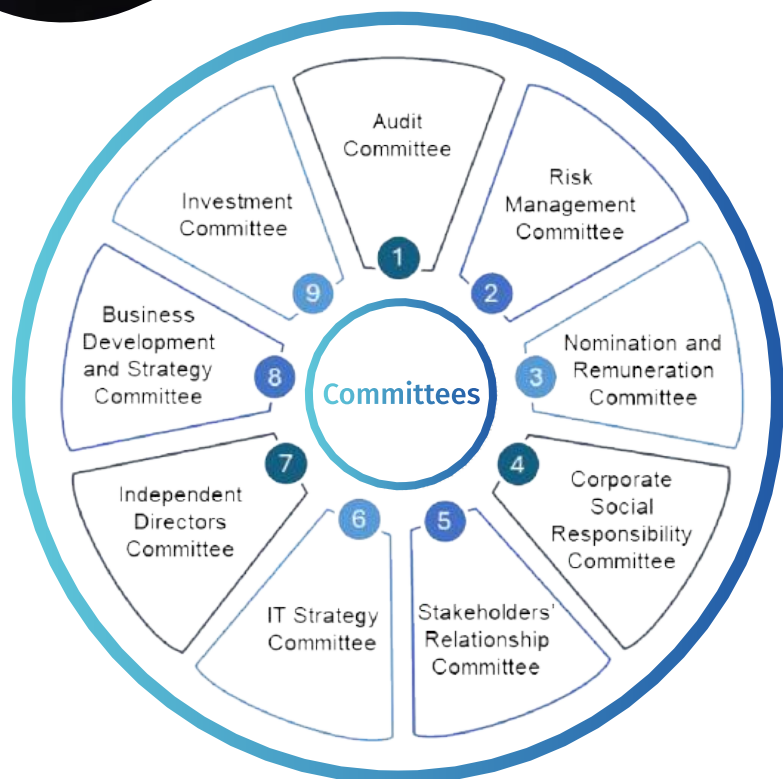 Audit
Committee
1
Risk
Management
Committee
2
Nomination and
Remuneration
Committee
3
Corporate
Social
Responsibility
Committee
4
Stakeholders'
Relationship
Committee
5
IT Strategy
Committee
6
Independent
Directors
Committee
7
Business
Development
and Strategy
Committee
8
Investment
Committee
9
Committees